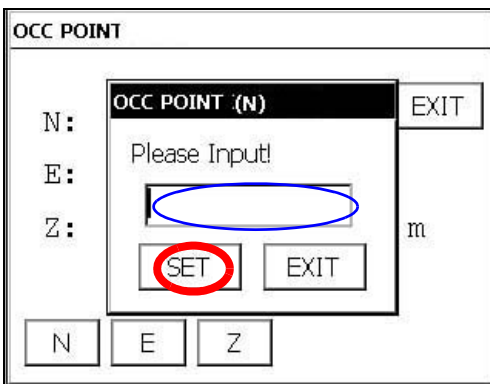 OCC POINT
OCC POINT (N)
EXIT
N:
Please Input!
E:
Z:
m
SET
EXIT
N
E
Z